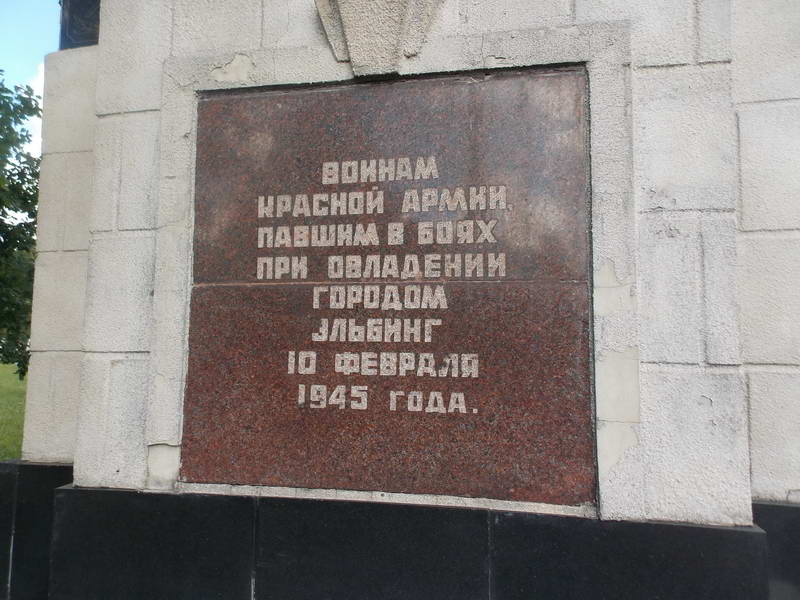 ВОИНАМ
КРАСНОЙ АРМИИ,
ПАВШИМ В БОЯХ
ПРИ ОВЛАДЕНИИ
ГОРОДОМ
ЭЛЬБИНГ
10 ФЕВРАЛЯ
1945 ГОДА.